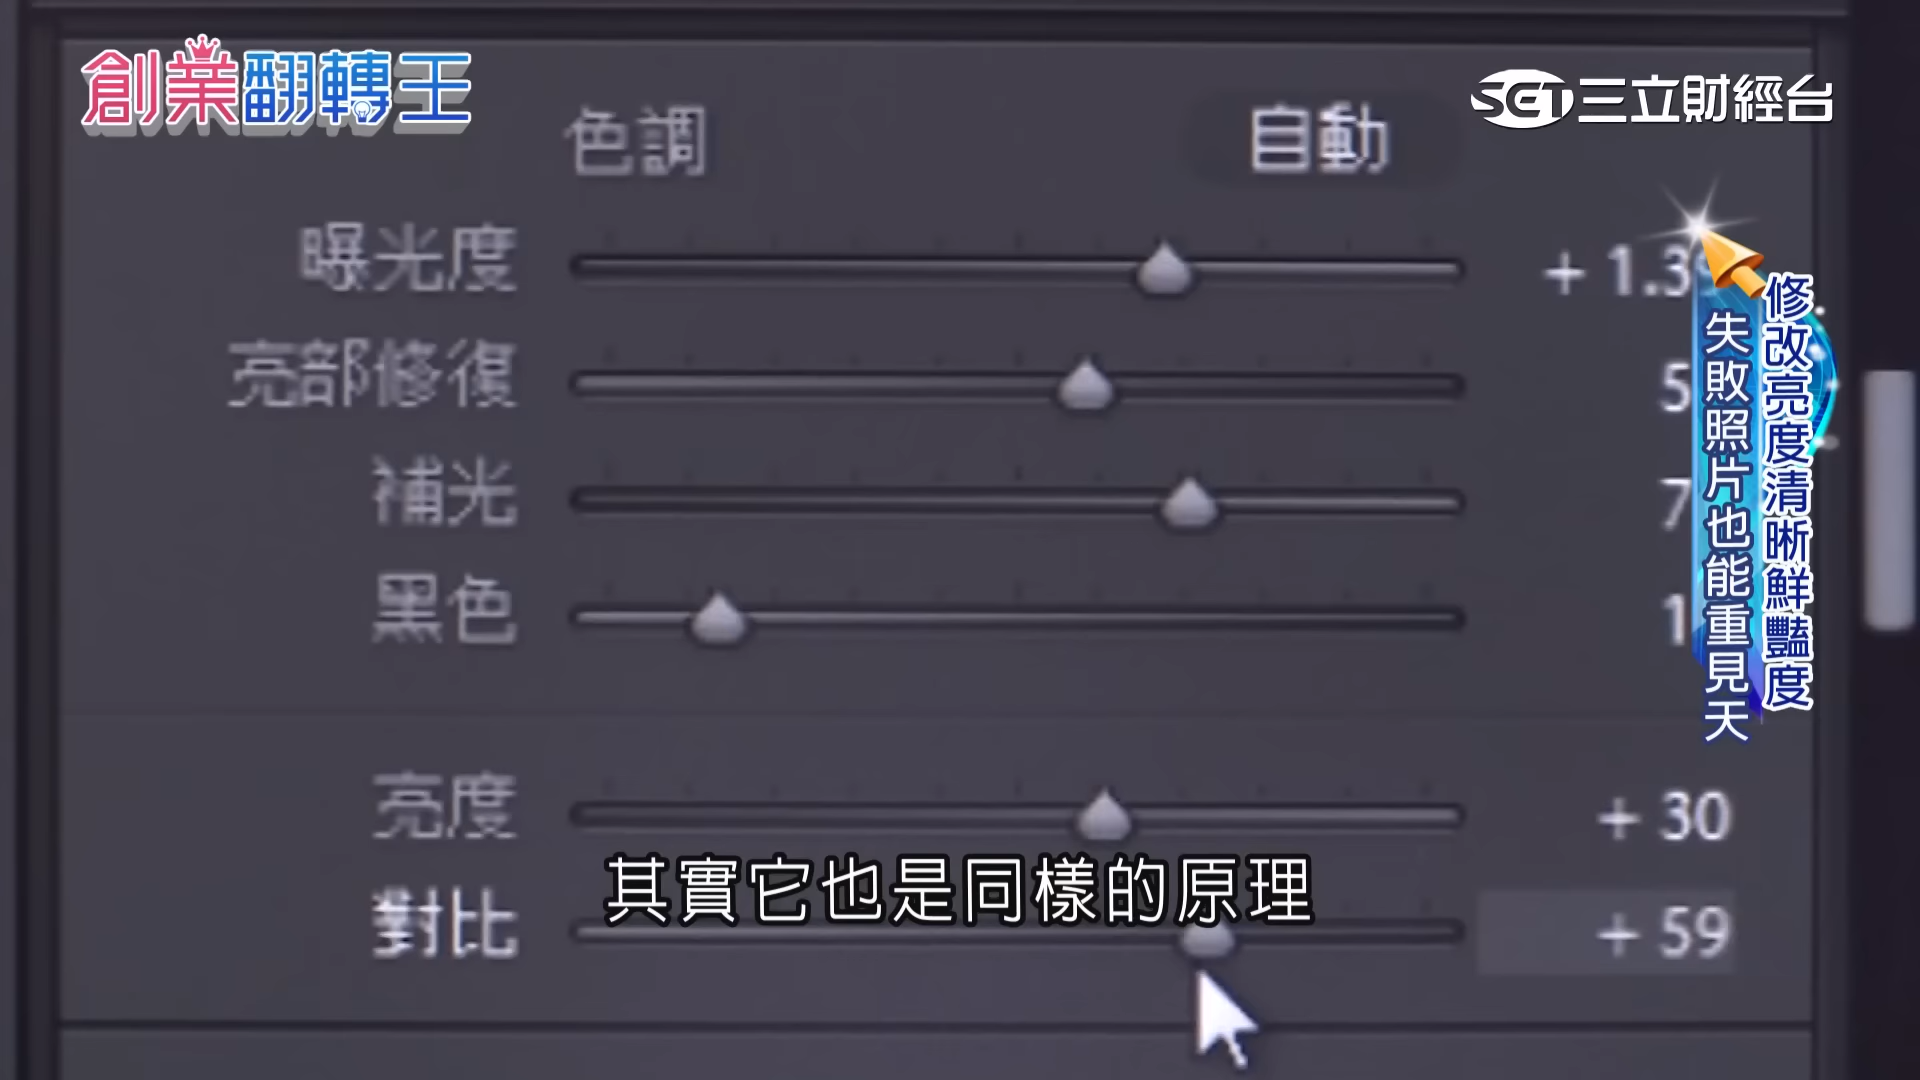 創業翻轉王
SET三立財經台
色調
自動
曝光度
+ 1.3
亮部修復
5
補光
7
黑色
1
修改亮度清晰鮮豔度
失敗照片也能重見天
亮度
+ 30
對比
+ 59
其實它也是同樣的原理